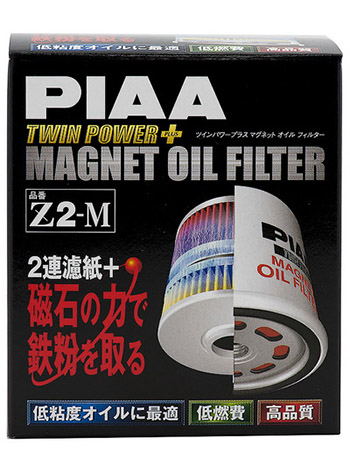 低粘度オイルに最適 低燃費 高品質
PIAA
TWIN POWER+ PLUS
ツインパワープラス マグネット オイル フィルター
MAGNET OIL FILTER
品番
Z2-M
2連濾紙＋
磁石の力で
鉄粉を取る
PIAA
MAGN
OIL FILTER
低粘度オイルに最適 低燃費 高品質